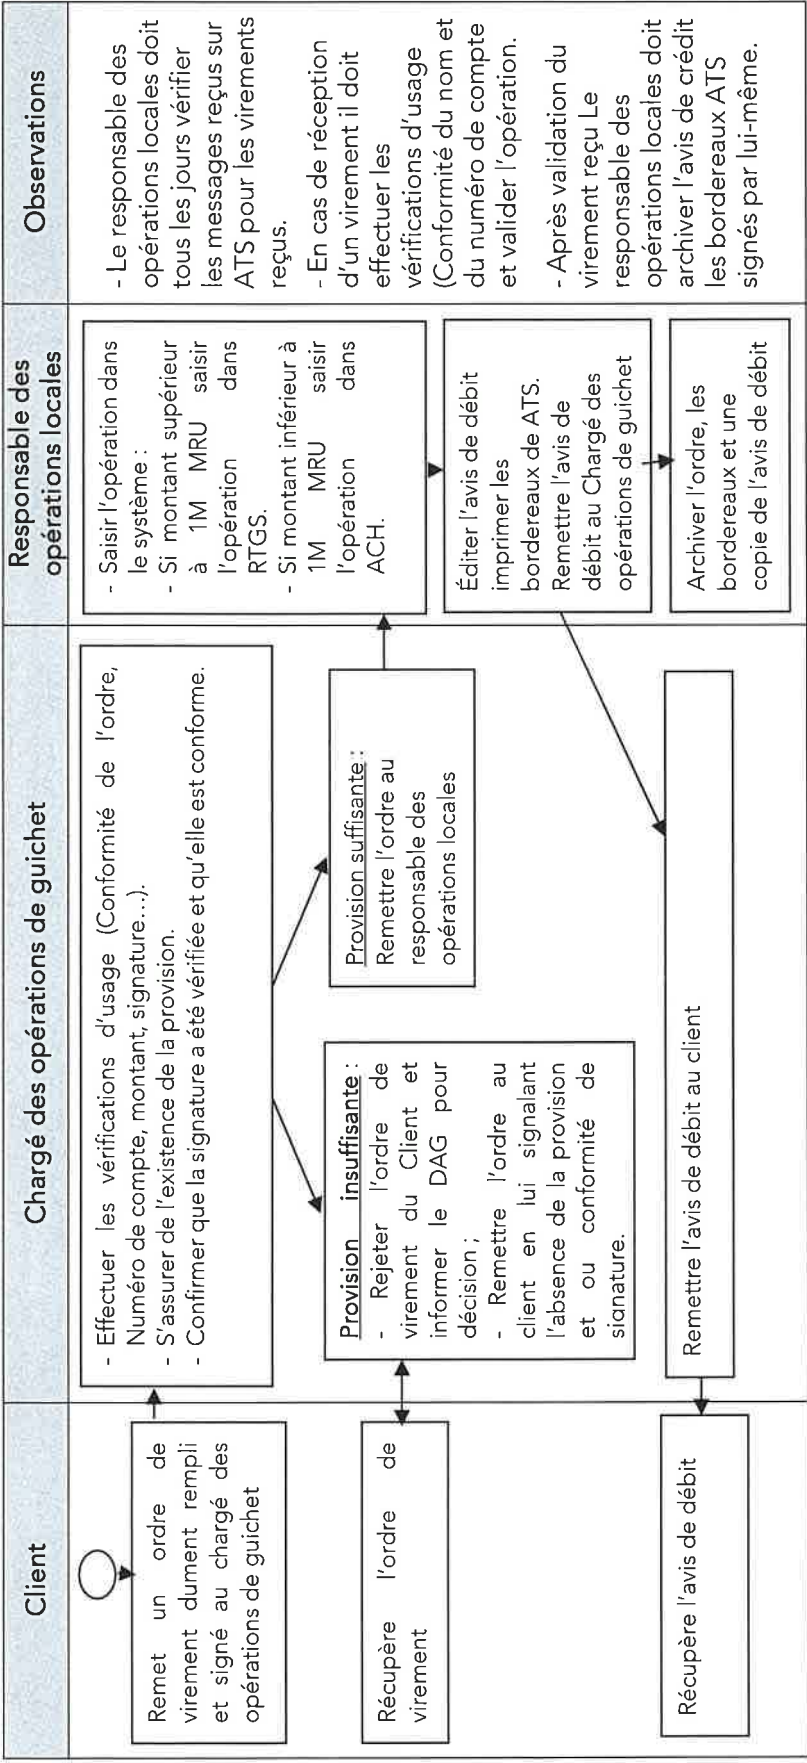 Client
Chargé des opérations de guichet
Responsable des
opérations locales
Observations
Remet un ordre de
virement dument rempli
et signé au chargé des
opérations de guichet
- Effectuer les vérifications d'usage (Conformité de l'ordre,
Numéro de compte, montant, signature...).
- S'assurer de l'existence de la provision.
- Confirmer que la signature a été vérifiée et qu'elle est conforme.
Provision insuffisante :
- Rejeter l'ordre de
virement du Client et
informer le DAG pour
décision ;
- Remettre l'ordre au
client en lui signalant
l'absence de la provision
et ou conformité de
signature.
Récupère l'ordre de
virement
Provision suffisante :
Remettre l'ordre au
responsable des
opérations locales
- Saisir l'opération dans
le système :
- Si montant supérieur
à 1M MRU saisir
l'opération dans
RTGS.
- Si montant inférieur à
1M MRU saisir
l'opération dans
ACH.
Éditer l'avis de débit
imprimer les
bordereaux de ATS.
Remettre l'avis de
débit au Chargé des
opérations de guichet
Archiver l'ordre, les
bordereaux et une
copie de l'avis de débit
Remettre l'avis de débit au client
Récupère l'avis de débit
- Le responsable des
opérations locales doit
tous les jours vérifier
les messages reçus sur
ATS pour les virements
reçus.
- En cas de réception
d'un virement il doit
effectuer les
vérifications d'usage
(Conformité du nom et
du numéro de compte
et valider l'opération.
- Après validation du
virement reçu Le
responsable des
opérations locales doit
archiver l'avis de crédit
les bordereaux ATS
signés par lui-même.